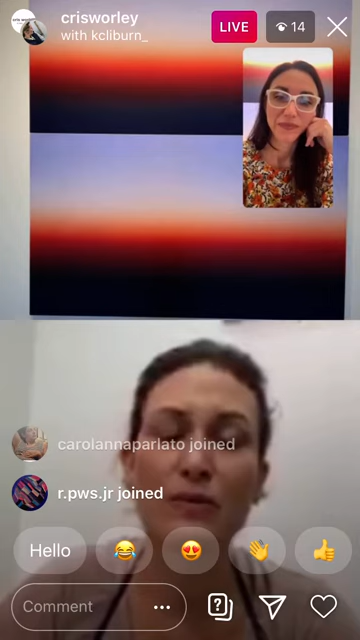 crisworley
with kcliburn_
LIVE
14
carolannaparlato joined
r.pws.jr joined
Hello
Comment